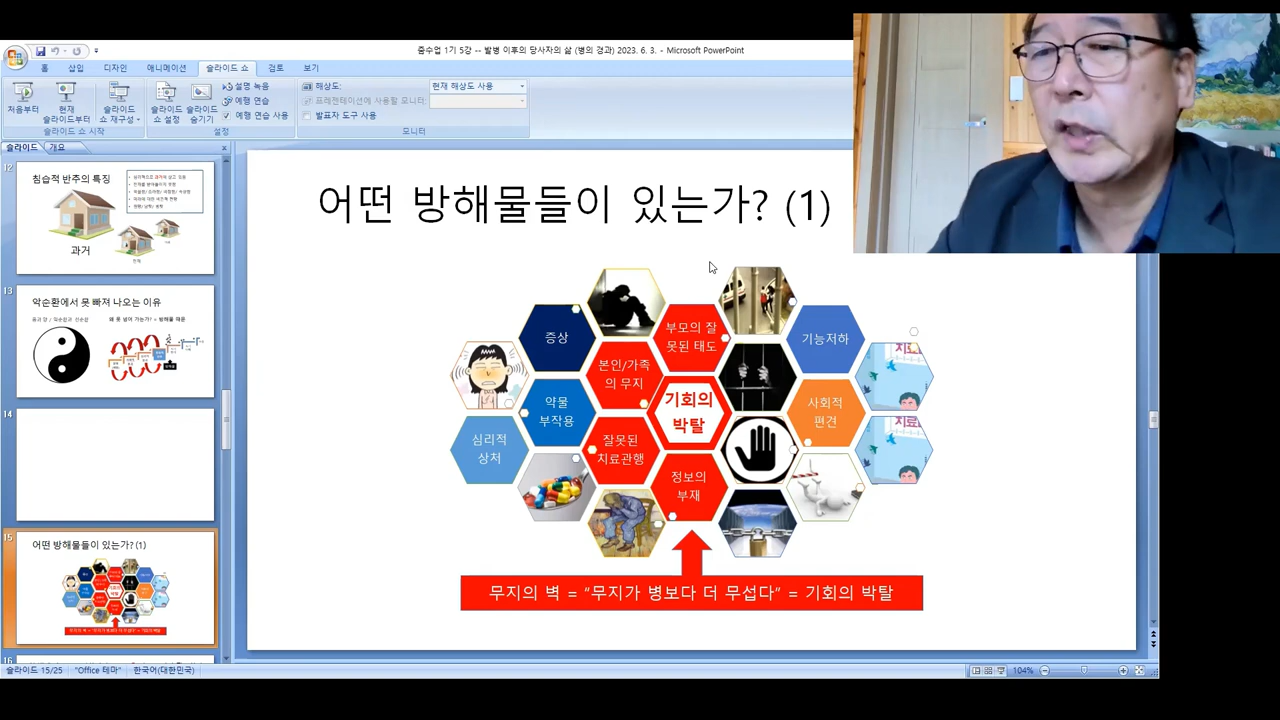 줌수업 1기 5강 -- 발병 이후의 당사자의 삶 (병의 경과) 2023. 6. 3. - Microsoft PowerPoint
홈 삽입 디자인 애니메이션 슬라이드 쇼 검토 보기
처음부터
현재
슬라이드부터
슬라이드
쇼 재구성
슬라이드 쇼 시작
슬라이드
쇼 설정
슬라이드
숨기기
설명 녹음
예행 연습
예행 연습 사용
설정
해상도: 현재 해상도 사용
프레젠테이션에 사용할 모니터:
발표자 도구 사용
모니터
슬라이드 개요 x
12
침습적 반주의 특징
과거
13
악순환에서 못 빠져 나오는 이유
14
15
어떤 방해물들이 있는가? (1)
16
어떤 방해물들이 있는가? (1)
증상
부모의 잘
못된 태도
기능저하
본인/가족
의 무지
약물
부작용
기회의
박탈
사회적
편견
심리적
상처
잘못된
치료관행
정보의
부재
치료
치료
무지의 벽 = “무지가 병보다 더 무섭다” = 기회의 박탈
슬라이드 15/25 "Office 테마" 한국어(대한민국)
104%